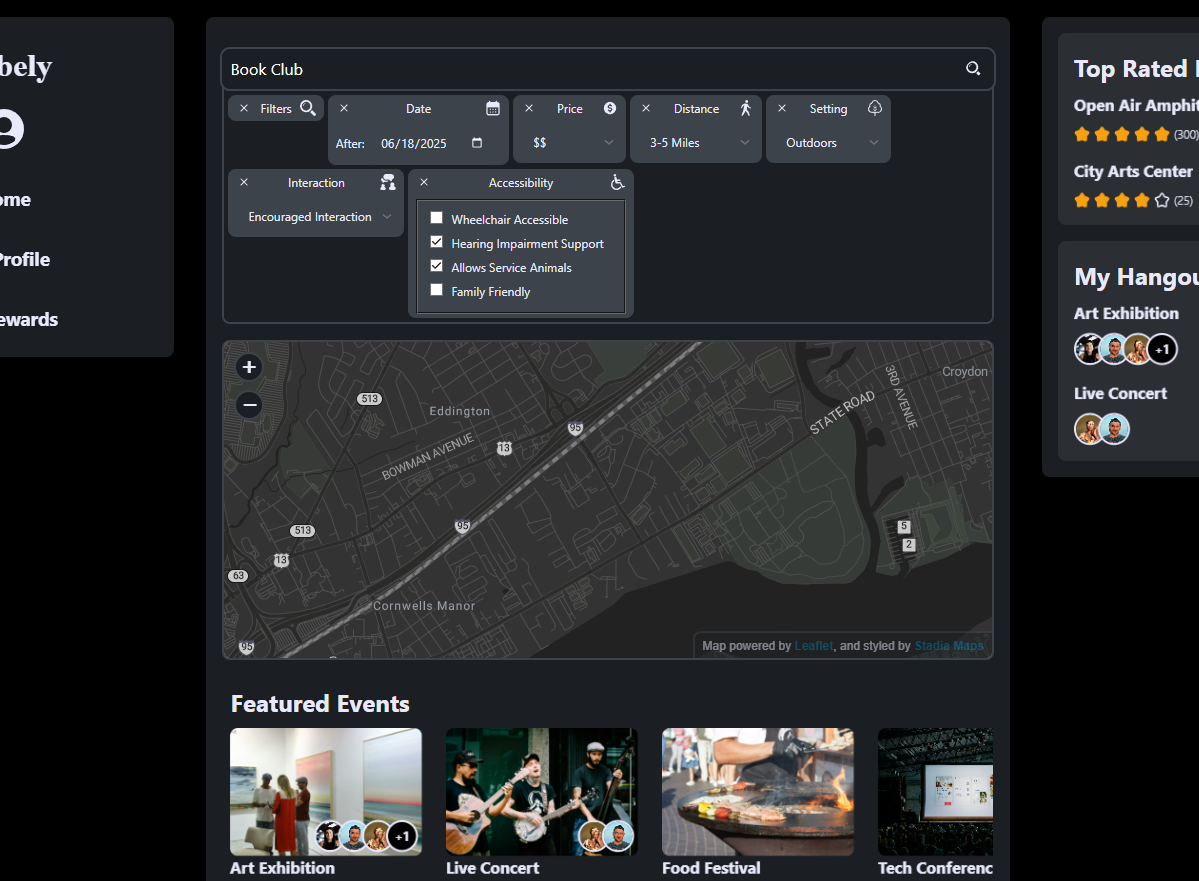 bely
ome
Profile
ewards
Book Club
Filters
Date
After: 06/18/2025
Price
$$
Distance
3-5 Miles
Setting
Outdoors
Interaction
Encouraged Interaction
Accessibility
Wheelchair Accessible
Hearing Impairment Support
Allows Service Animals
Family Friendly
+
−
513
Eddington
BOWMAN AVENUE
13
95
STATE ROAD
3RD AVENUE
Croydon
513
95
13
63
5
2
Cornwells Manor
95
Map powered by Leaflet, and styled by Stadia Maps
Featured Events
+1
Art Exhibition
Live Concert
Food Festival
Tech Conferenc
Top Rated
Open Air Amphit
(300)
City Arts Center
(25)
My Hangou
Art Exhibition
+1
Live Concert